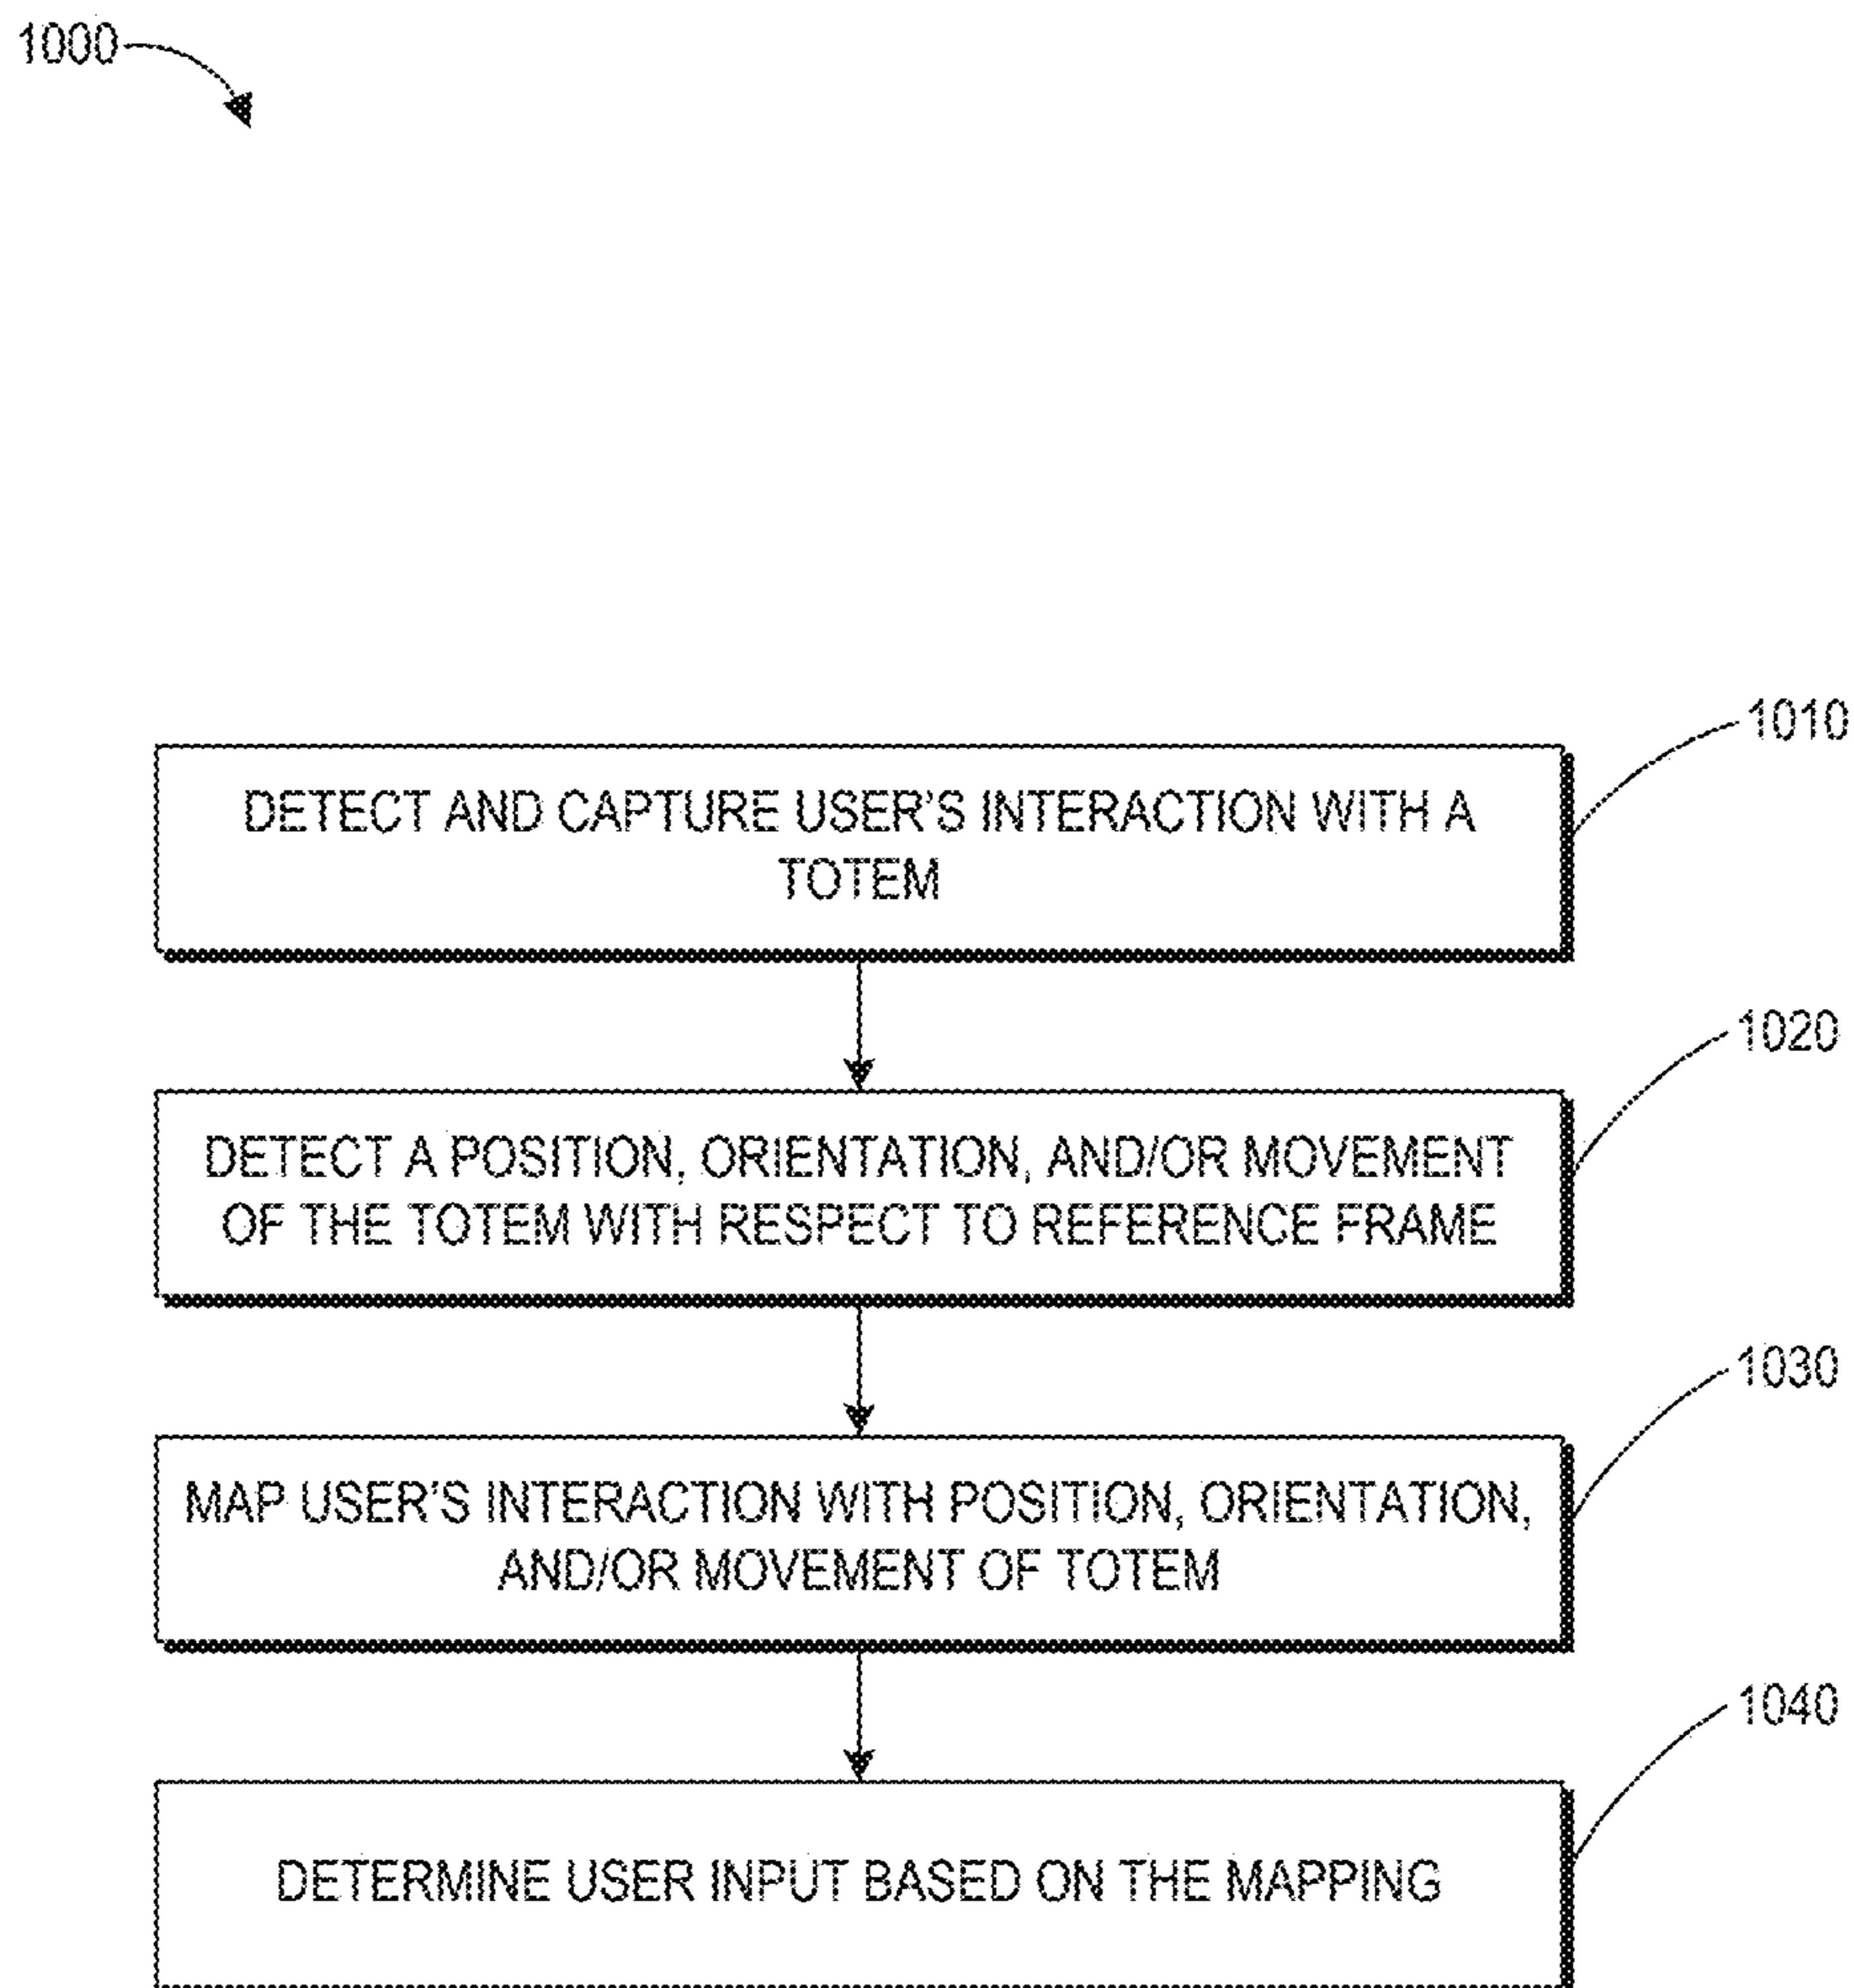 1000
1010
DETECT AND CAPTURE USER'S INTERACTION WITH A
TOTEM
1020
DETECT A POSITION, ORIENTATION, AND/OR MOVEMENT
OF THE TOTEM WITH RESPECT TO REFERENCE FRAME
1030
MAP USER'S INTERACTION WITH POSITION, ORIENTATION,
AND/OR MOVEMENT OF TOTEM
1040
DETERMINE USER INPUT BASED ON THE MAPPING